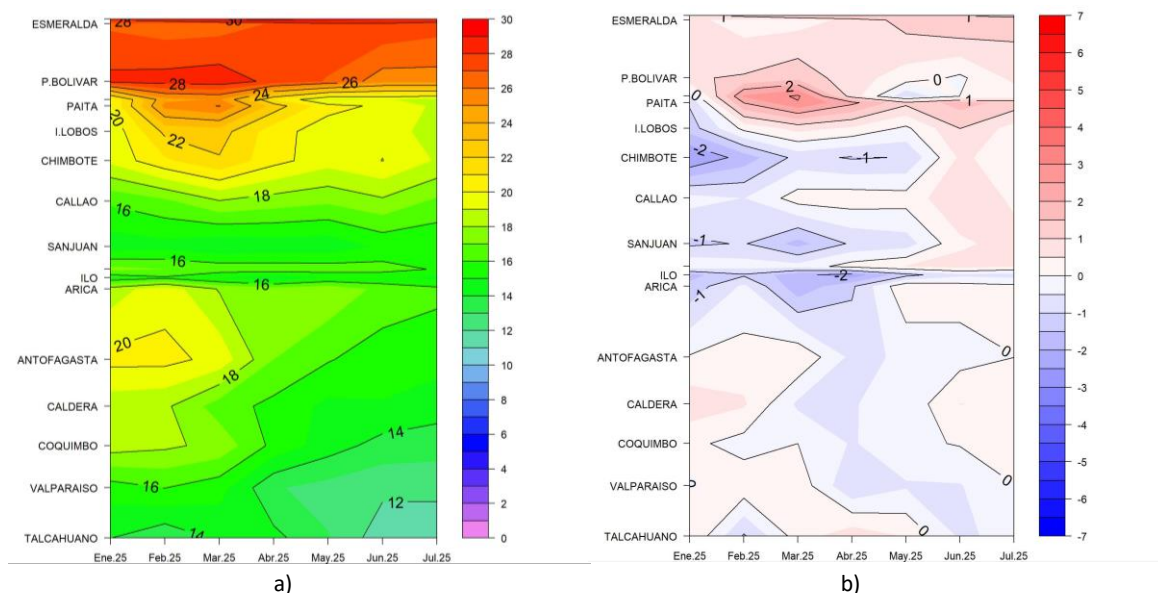 ESMERALDA
P.BOLIVAR
PAITA
I.LOBOS
CHIMBOTE
CALLAO
SANJUAN
ILO
ARICA
ANTOFAGASTA
CALDERA
COQUIMBO
VALPARAISO
TALCAHUANO
Ene.25 Feb.25 Mar.25 Abr.25 May.25 Jun.25 Jul.25
28
30
28
26
24
20
22
18
16
16
16
20
18
14
16
12
14
30
28
26
24
22
20
18
16
14
12
10
8
6
4
2
0
a)
ESMERALDA
P.BOLIVAR
PAITA
I.LOBOS
CHIMBOTE
CALLAO
SANJUAN
ILO
ARICA
ANTOFAGASTA
CALDERA
COQUIMBO
VALPARAISO
TALCAHUANO
Ene.25 Feb.25 Mar.25 Abr.25 May.25 Jun.25 Jul.25
1
1
0
2
0
1
-2
-1
-1
-2
-1
0
0
0
0
7
6
5
4
3
2
1
0
-1
-2
-3
-4
-5
-6
-7
b)